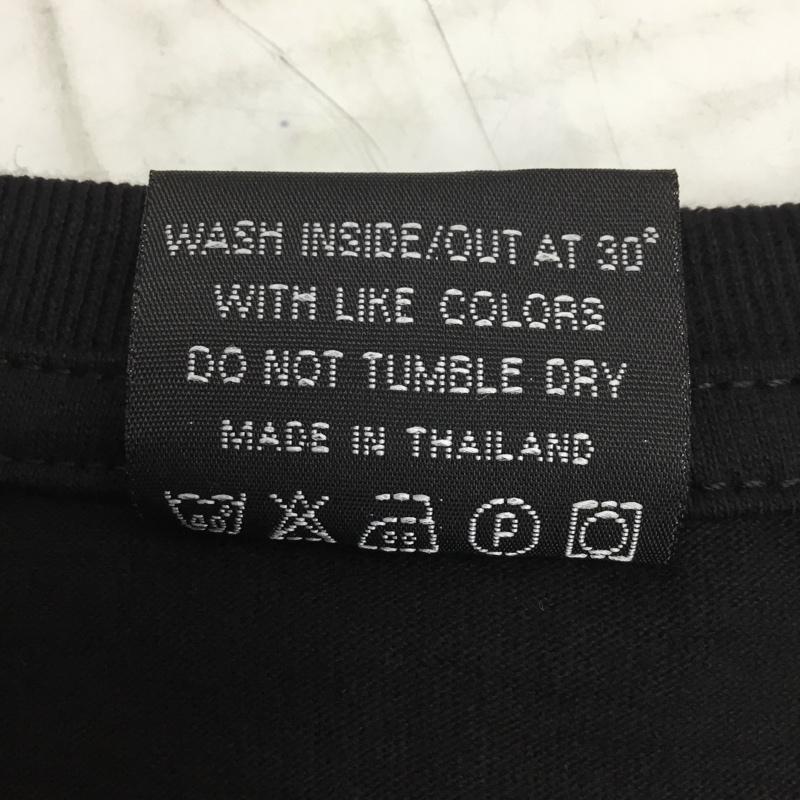 WASH INSIDE/OUT AT 30°
WITH LIKE COLORS
DO NOT TUMBLE DRY
MADE IN THAILAND
P